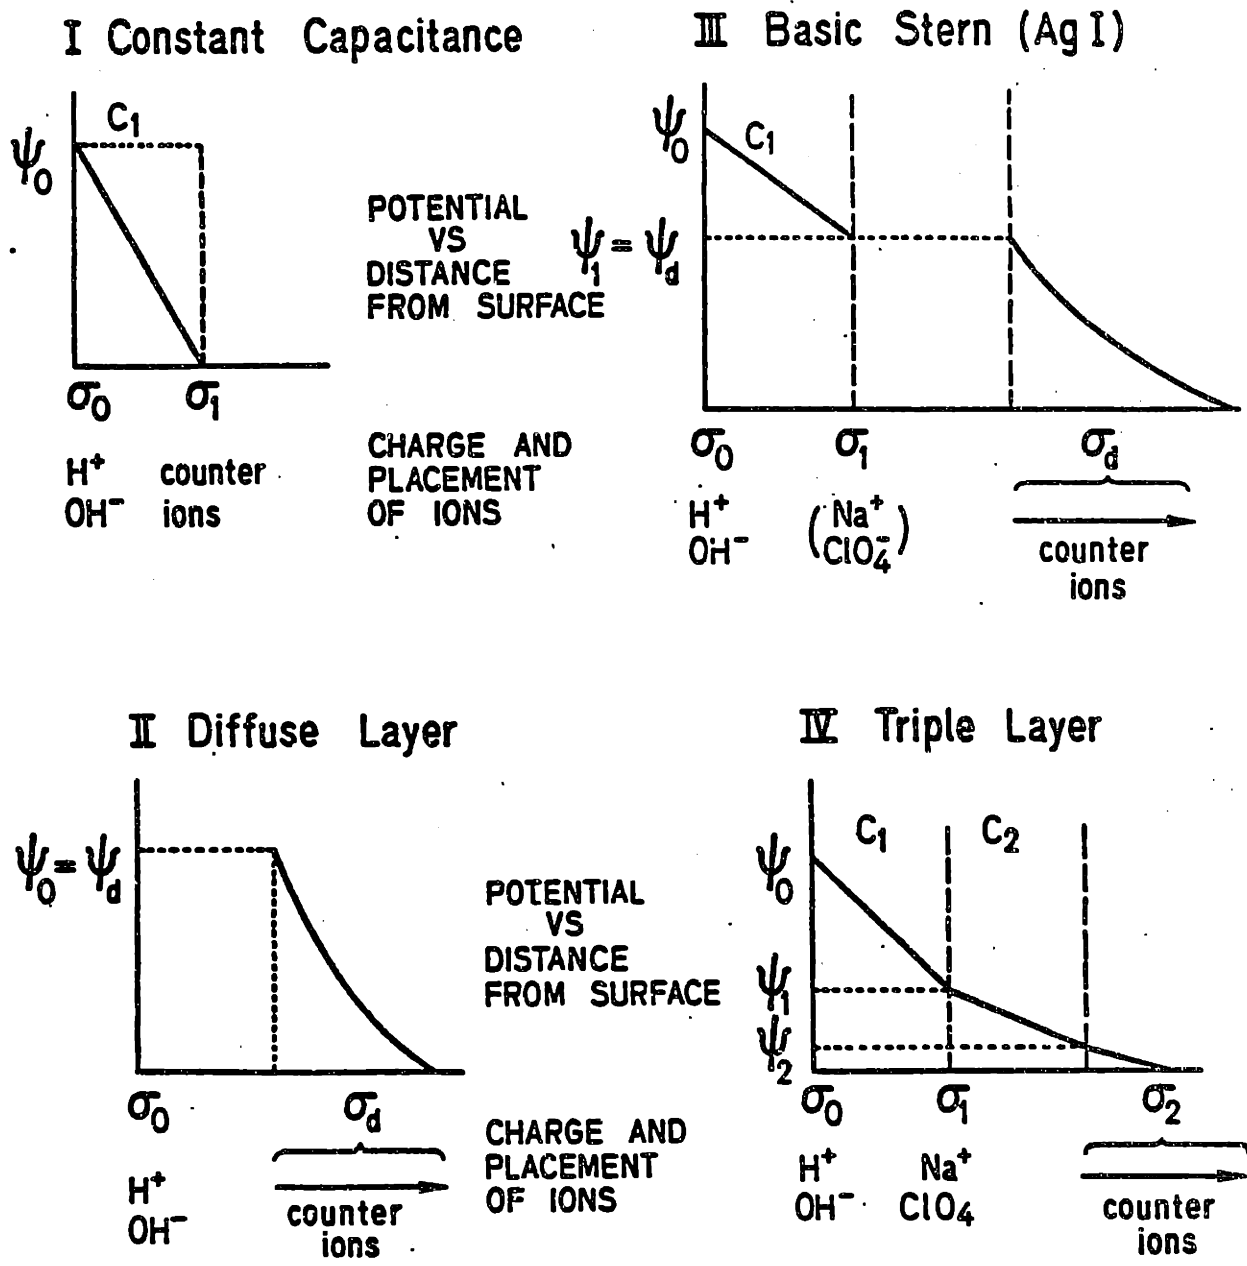 I Constant Capacitance
C₁
ψ₀
σ₀ σ₁
H⁺ counter
OH⁻ ions
POTENTIAL
VS
DISTANCE
FROM SURFACE
CHARGE AND
PLACEMENT
OF IONS
III Basic Stern (AgI)
ψ₀
C₁
ψ₁ = ψd
σ₀ σ₁ σd
H⁺ (Na⁺
OH⁻ ClO₄⁻)
counter
ions
II Diffuse Layer
ψ₀ = ψd
σ₀ σd
H⁺
OH⁻
counter
ions
POTENTIAL
VS
DISTANCE
FROM SURFACE
CHARGE AND
PLACEMENT
OF IONS
IV Triple Layer
C₁ C₂
ψ₀
ψ₁
ψ₂
σ₀ σ₁ σ₂
H⁺ Na⁺
OH⁻ ClO₄
counter
ions